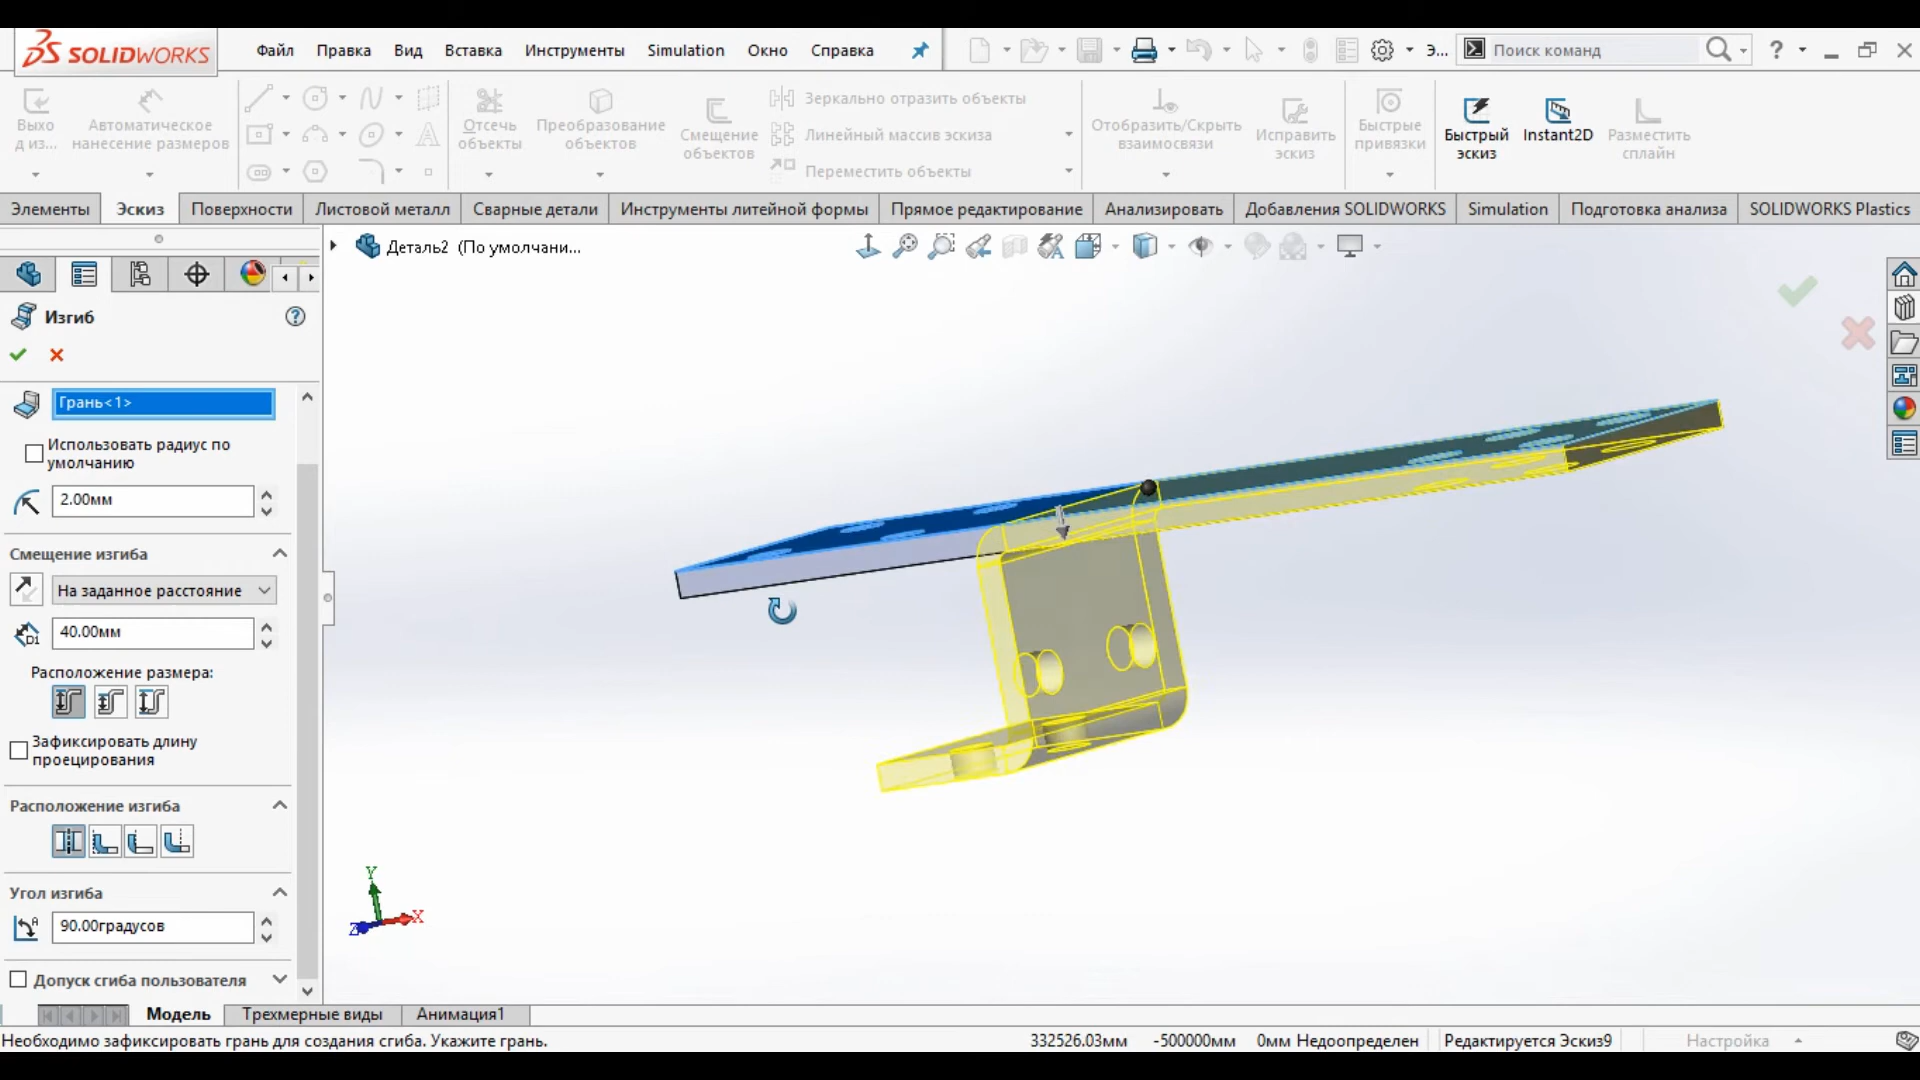 SOLIDWORKS
Файл Правка Вид Вставка Инструменты Simulation Окно Справка
Э...
Поиск команд
?
Выхо
д из...
Автоматическое
нанесение размеров
Отсечь
объекты
Преобразование
объектов
Смещение
объектов
Зеркально отразить объекты
Линейный массив эскиза
Переместить объекты
Отобразить/Скрыть
взаимосвязи
Исправить
эскиз
Быстрые
привязки
Быстрый
эскиз
Instant2D
Разместить
сплайн
Элементы Эскиз Поверхности Листовой металл Сварные детали Инструменты литейной формы Прямое редактирование Анализировать Добавления SOLIDWORKS Simulation Подготовка анализа SOLIDWORKS Plastics
Деталь2 (По умолчани...
Изгиб
?
Грань<1>
Использовать радиус по
умолчанию
2.00мм
Смещение изгиба
На заданное расстояние
D1
40.00мм
Расположение размера:
Зафиксировать длину
проецирования
Расположение изгиба
Угол изгиба
90.00градусов
Допуск сгиба пользователя
Y
X
Z
Модель Трехмерные виды Анимация1
Необходимо зафиксировать грань для создания сгиба. Укажите грань.
332526.03мм -500000мм 0мм Недоопределен Редактируется Эскиз9 Настройка